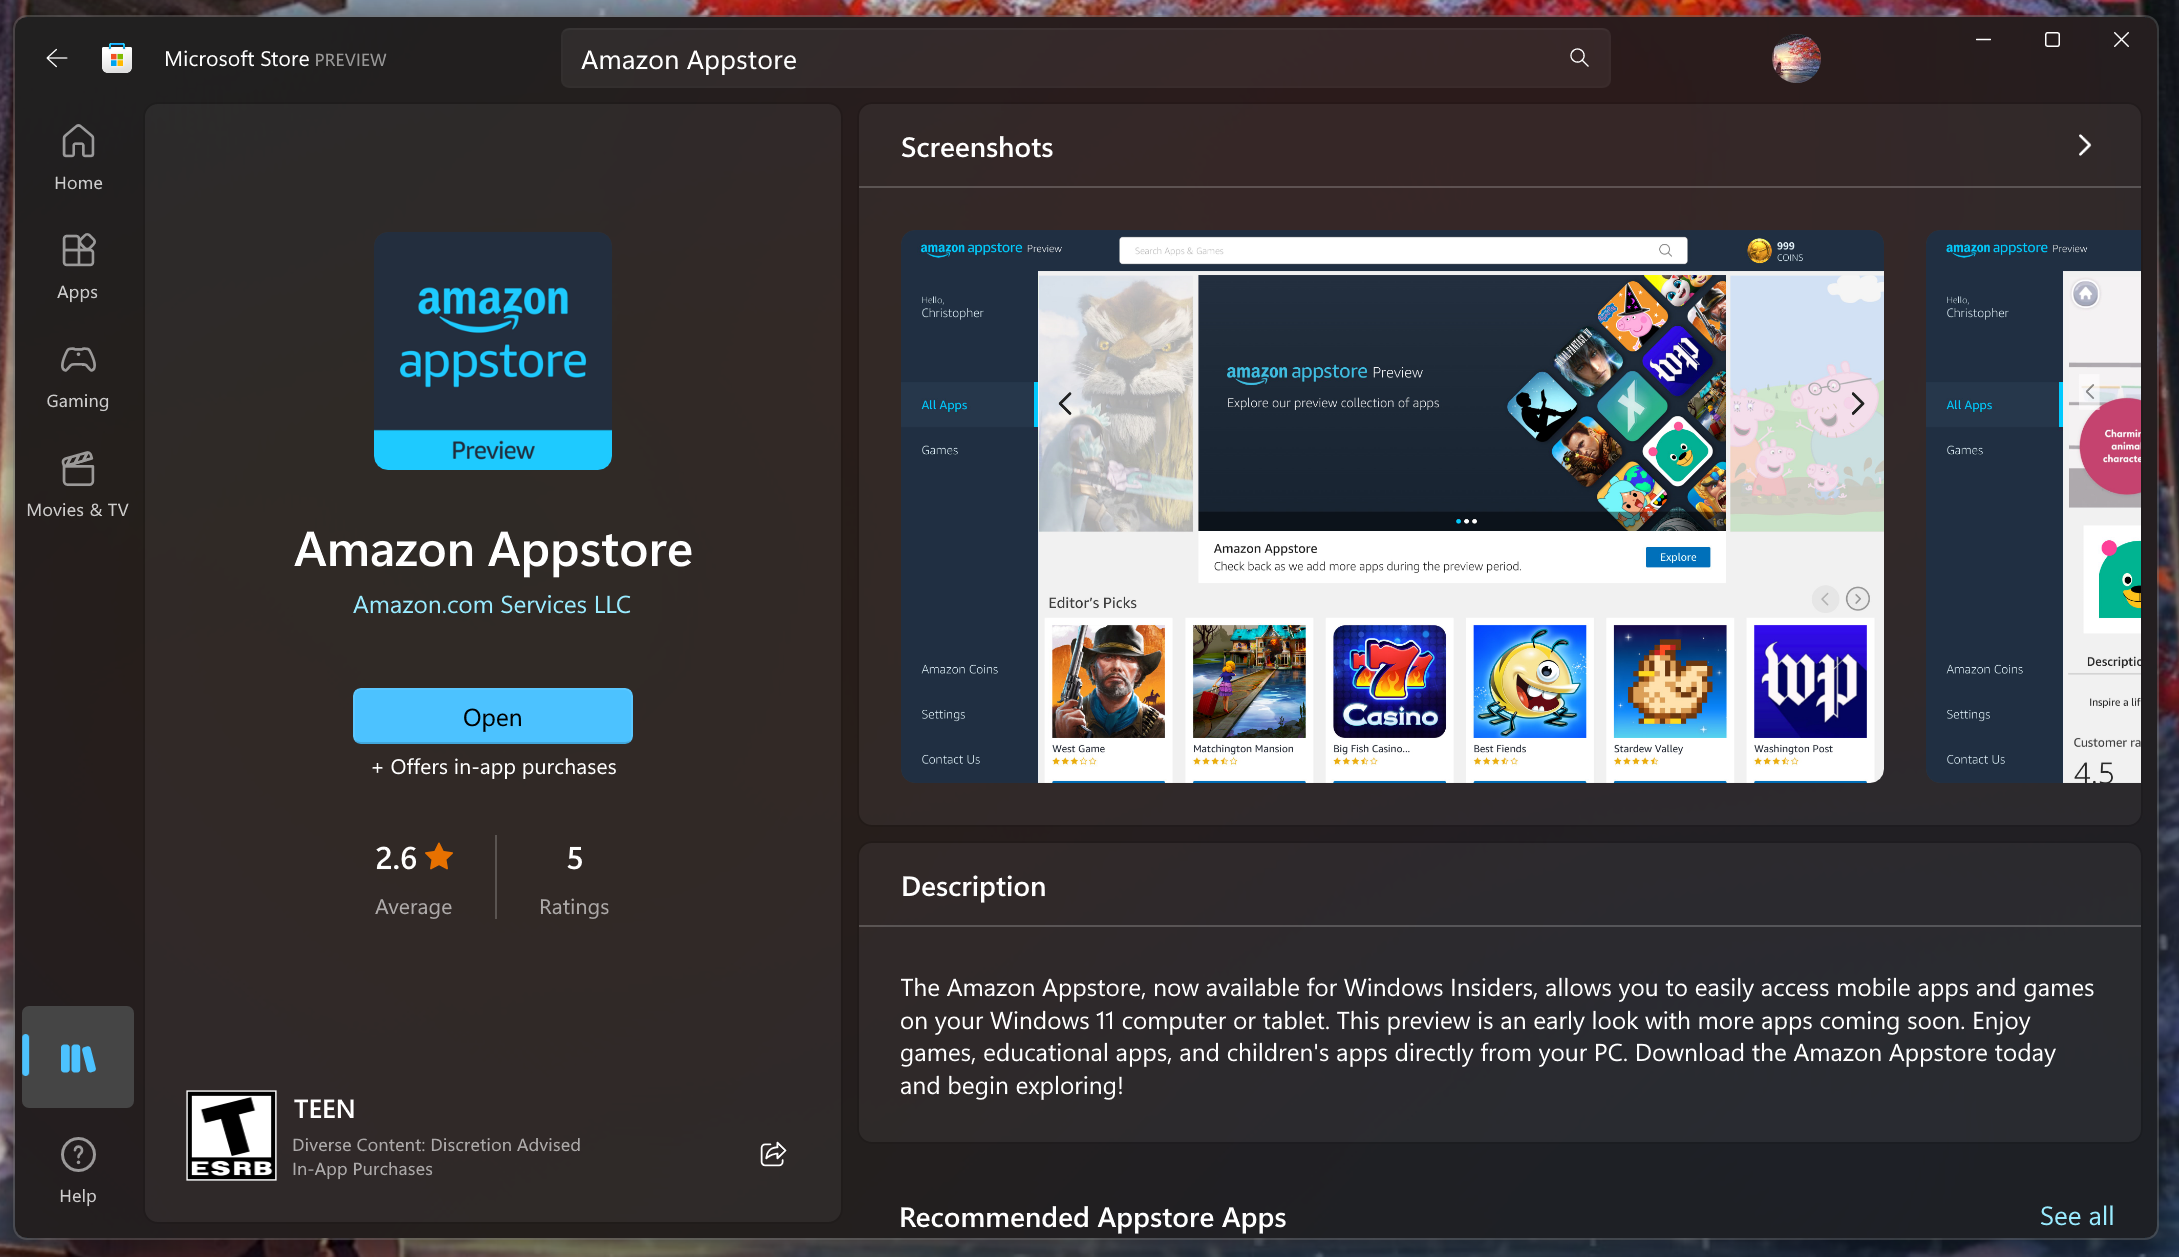 Microsoft Store PREVIEW
Amazon Appstore
Home
Apps
Gaming
Movies & TV
Help
amazon
appstore
Preview
Amazon Appstore
Amazon.com Services LLC
Open
+ Offers in-app purchases
2.6
5
Average
Ratings
T
ESRB
TEEN
Diverse Content: Discretion Advised
In-App Purchases
Screenshots
amazon appstore Preview
Search Apps & Games
999
COINS
Hello,
Christopher
All Apps
Games
Amazon Coins
Settings
Contact Us
amazon appstore Preview
Explore our preview collection of apps
wp
Amazon Appstore
Check back as we add more apps during the preview period.
Explore
Editor's Picks
777
Casino
wp
West Game
Matchington Mansion
Big Fish Casino...
Best Fiends
Stardew Valley
Washington Post
amazon appstore Preview
Hello,
Christopher
All Apps
Games
Amazon Coins
Settings
Contact Us
Charmin
anima
characte
Descriptio
Inspire a lif
Customer ra
4.5
Description
The Amazon Appstore, now available for Windows Insiders, allows you to easily access mobile apps and games
on your Windows 11 computer or tablet. This preview is an early look with more apps coming soon. Enjoy
games, educational apps, and children's apps directly from your PC. Download the Amazon Appstore today
and begin exploring!
Recommended Appstore Apps
See all